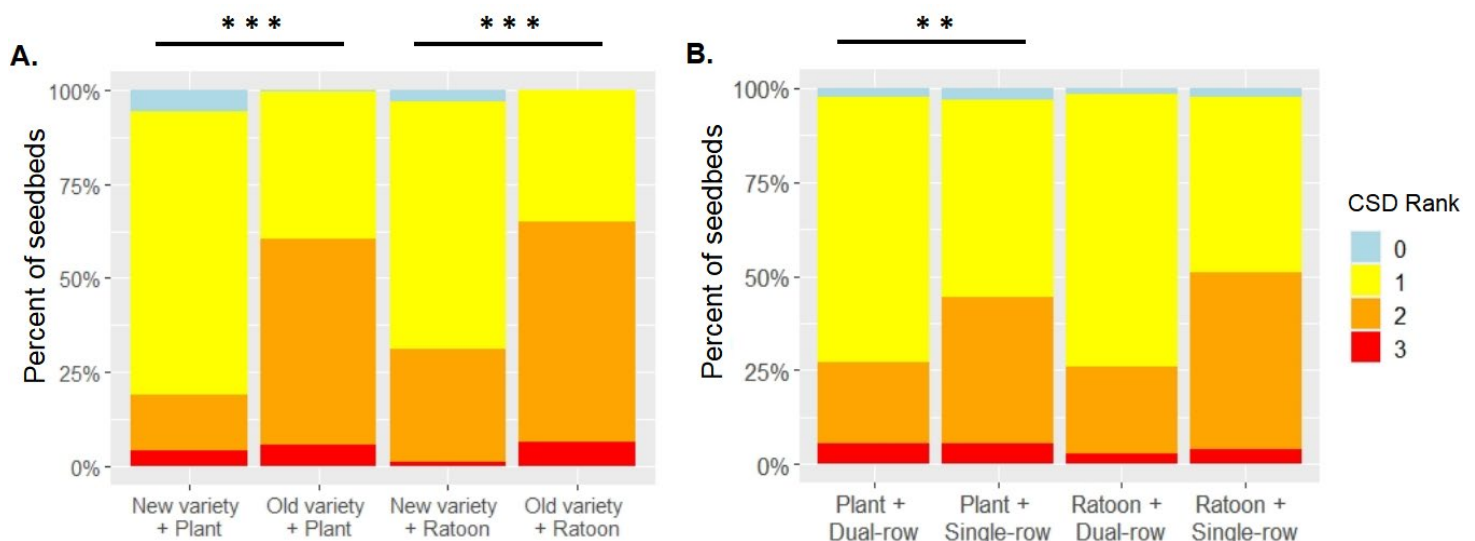 A.
* * *
* * *
Percent of seedbeds
100%
75%
50%
25%
0%
New variety
+ Plant
Old variety
+ Plant
New variety
+ Ratoon
Old variety
+ Ratoon
B.
* *
Percent of seedbeds
100%
75%
50%
25%
0%
Plant +
Dual-row
Plant +
Single-row
Ratoon +
Dual-row
Ratoon +
Single-row
CSD Rank
0
1
2
3